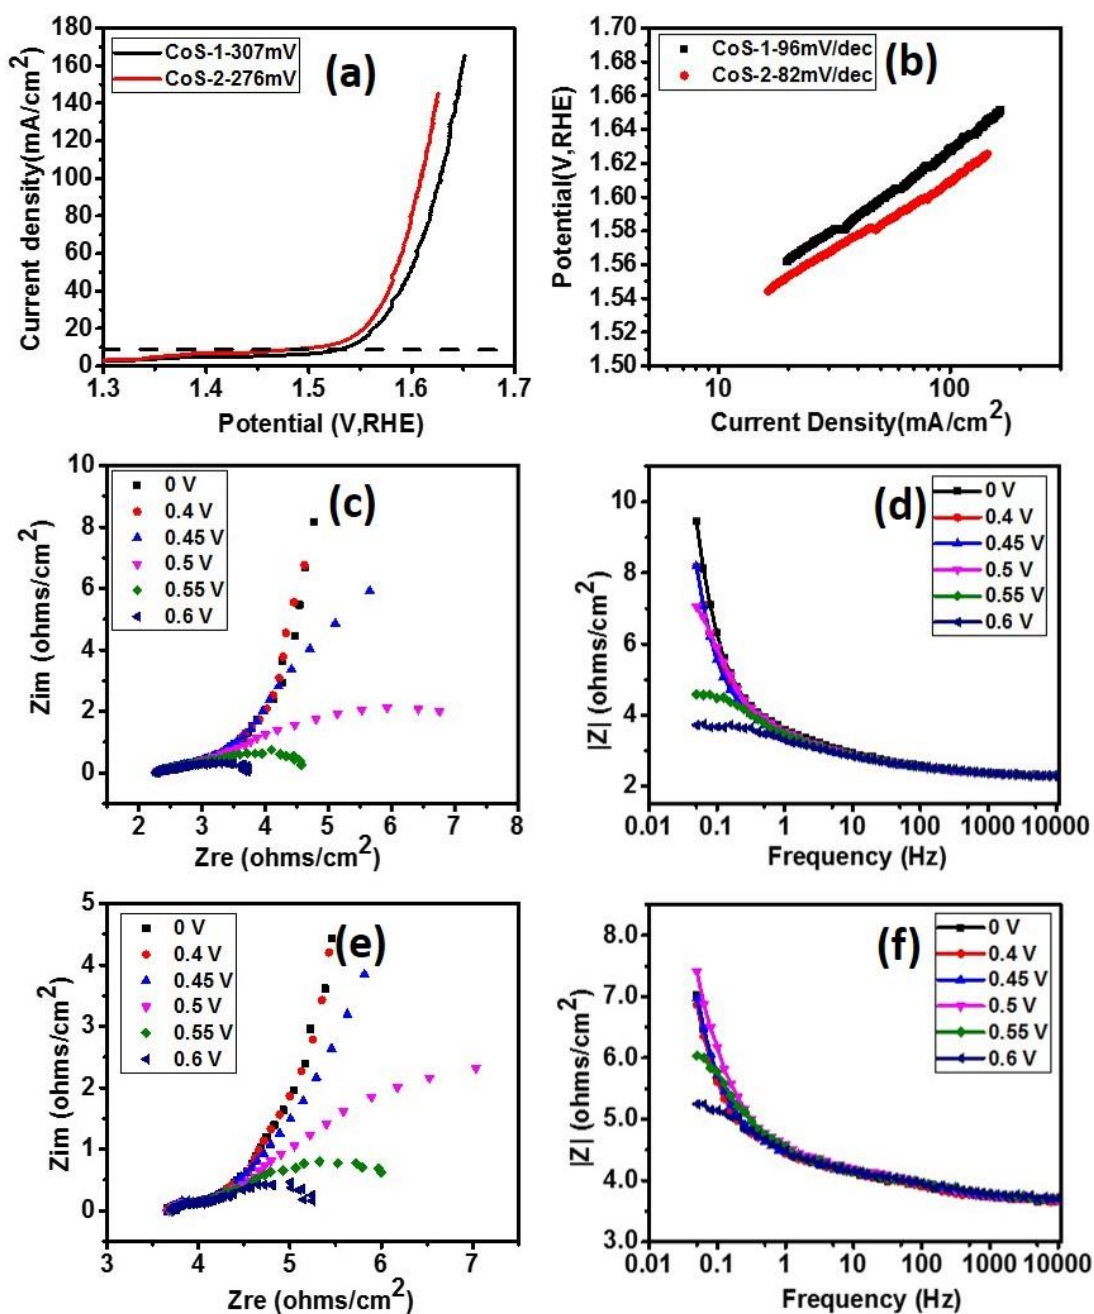 CoS-1-307mV
CoS-2-276mV
(a)
Current density(mA/cm2)
180
160
140
120
100
80
60
40
20
0
1.3 1.4 1.5 1.6 1.7
Potential (V,RHE)
CoS-1-96mV/dec
CoS-2-82mV/dec
(b)
Potential(V,RHE)
1.70
1.68
1.66
1.64
1.62
1.60
1.58
1.56
1.54
1.52
1.50
10 100
Current Density(mA/cm2)
0 V
0.4 V
0.45 V
0.5 V
0.55 V
0.6 V
(c)
Zim (ohms/cm2)
10
8
6
4
2
0
2 3 4 5 6 7 8
Zre (ohms/cm2)
0 V
0.4 V
0.45 V
0.5 V
0.55 V
0.6 V
(d)
|Z| (ohms/cm2)
10
8
6
4
2
0.01 0.1 1 10 100 1000 10000
Frequency (Hz)
0 V
0.4 V
0.45 V
0.5 V
0.55 V
0.6 V
(e)
Zim (ohms/cm2)
5
4
3
2
1
0
3 4 5 6 7
Zre (ohms/cm2)
0 V
0.4 V
0.45 V
0.5 V
0.55 V
0.6 V
(f)
|Z| (ohms/cm2)
8.0
7.0
6.0
5.0
4.0
3.0
0.01 0.1 1 10 100 1000 10000
Frequency (Hz)